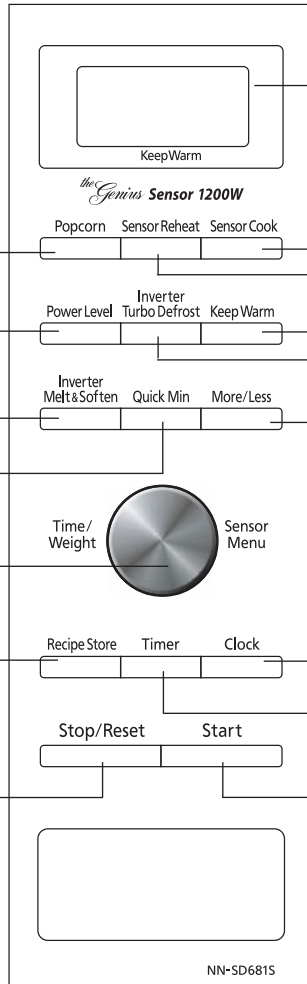 KeepWarm
the Genius Sensor 1200W
Popcorn Sensor Reheat Sensor Cook
Power Level Inverter Turbo Defrost Keep Warm
Inverter Melt & Soften Quick Min More/Less
Time/Weight Sensor Menu
Recipe Store Timer Clock
Stop/Reset Start
NN-SD681S